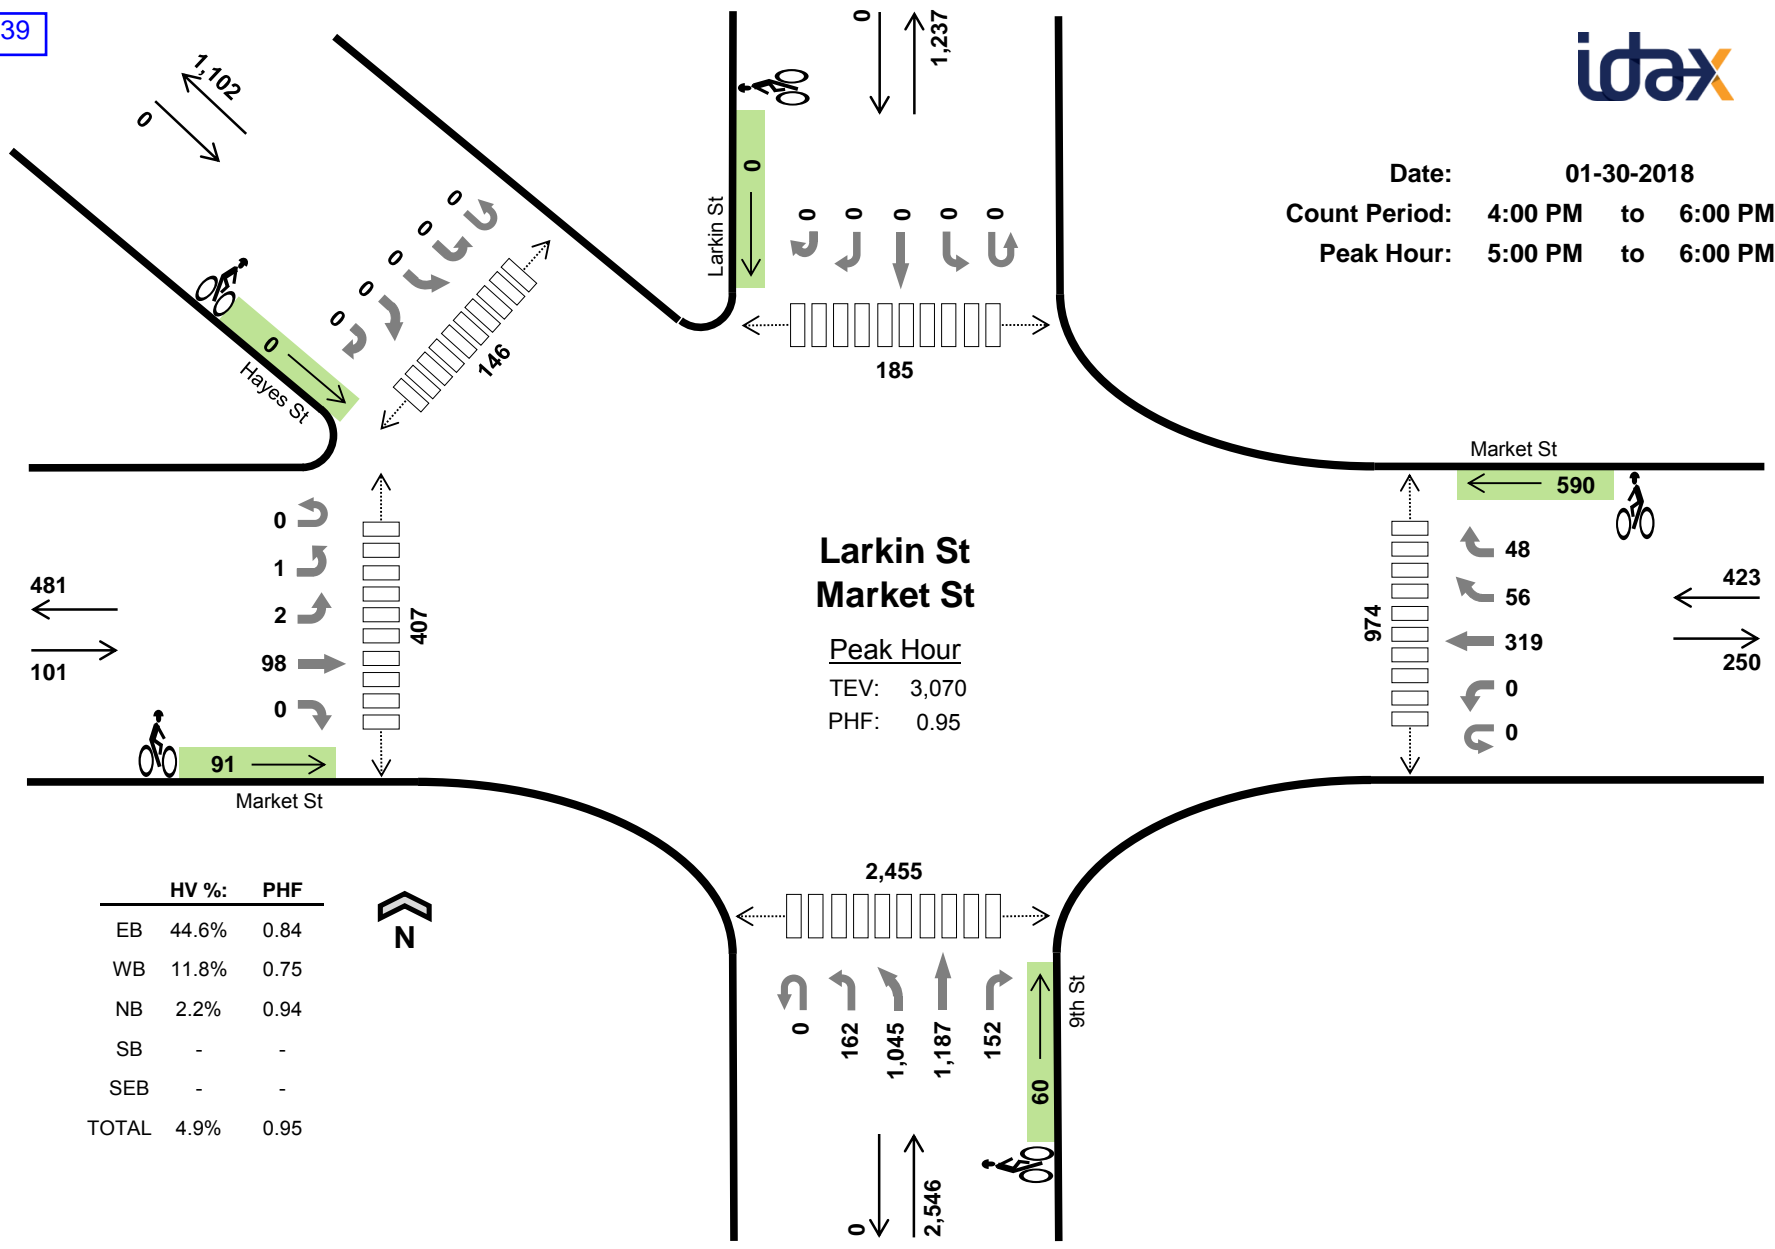 39
idax
Date: 01-30-2018
Count Period: 4:00 PM to 6:00 PM
Peak Hour: 5:00 PM to 6:00 PM
0
1,237
1,102
0
0
Larkin St
0 0 0 0 0
185
0
0
0
0
0
146
0
Hayes St
Market St
590
48
56
319
0
0
974
423
250
0
1
2
98
0
407
481
101
91
Market St
Larkin St
Market St
Peak Hour
TEV: 3,070
PHF: 0.95
2,455
0 162 1,045 1,187 152
60
9th St
0
2,546
HV %: PHF
EB 44.6% 0.84
WB 11.8% 0.75
NB 2.2% 0.94
SB - -
SEB - -
TOTAL 4.9% 0.95
N